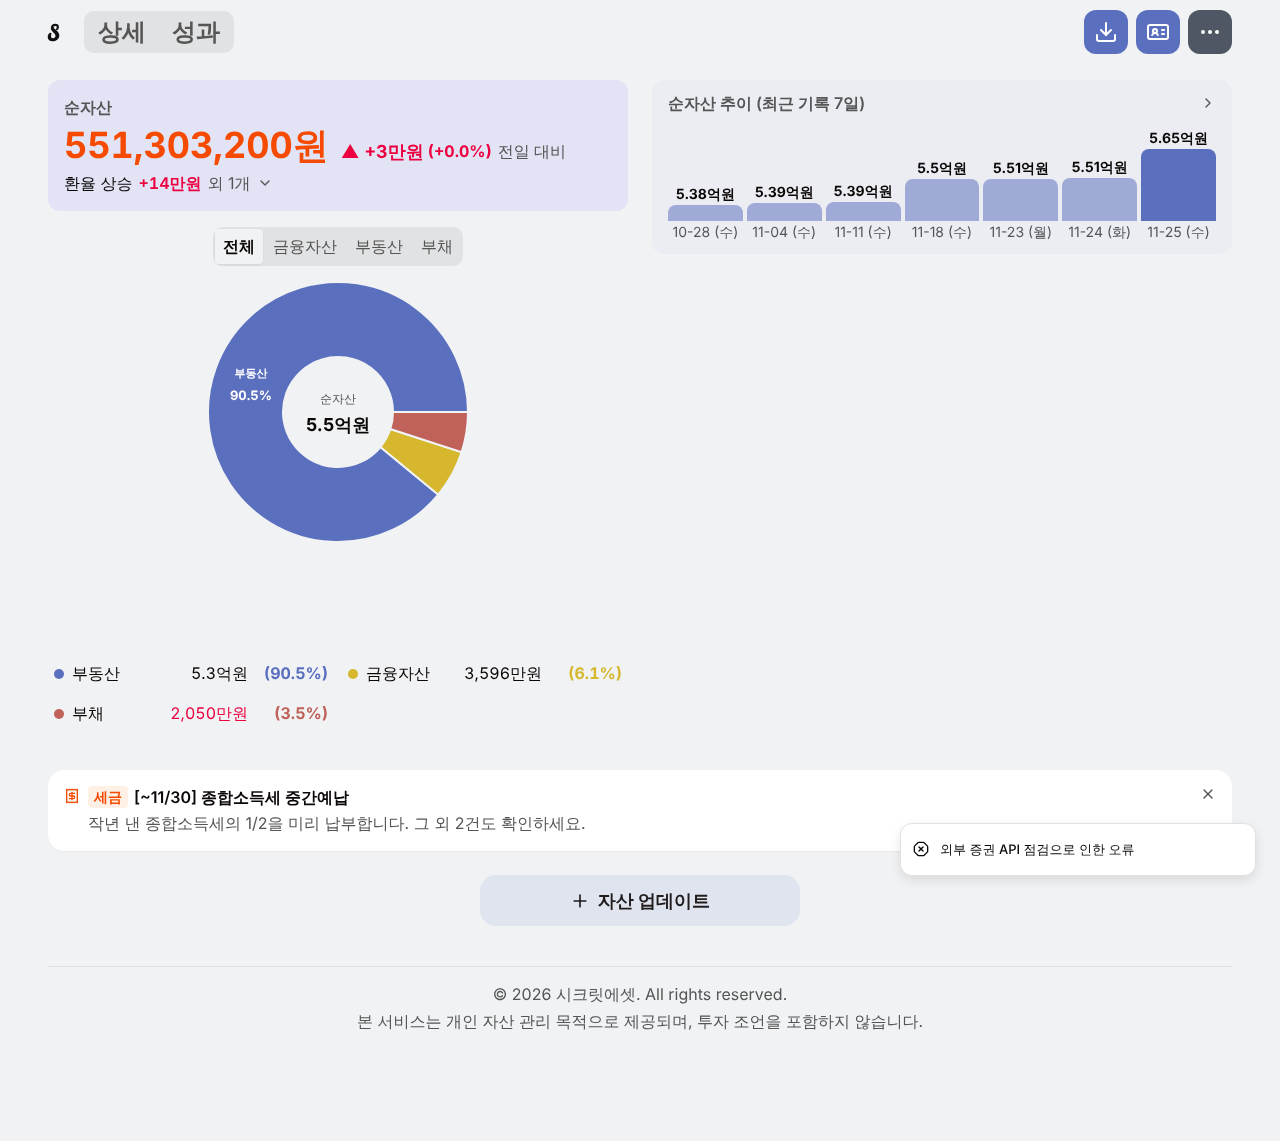 S
상세 성과
순자산
551,303,200원 ▲ +3만원 (+0.0%) 전일 대비
환율 상승 +14만원 외 1개
순자산 추이 (최근 기록 7일)
5.38억원 5.39억원 5.39억원 5.5억원 5.51억원 5.51억원 5.65억원
10-28 (수) 11-04 (수) 11-11 (수) 11-18 (수) 11-23 (월) 11-24 (화) 11-25 (수)
전체 금융자산 부동산 부채
부동산
90.5%
순자산
5.5억원
부동산 5.3억원 (90.5%) 금융자산 3,596만원 (6.1%)
부채 2,050만원 (3.5%)
세금 [~11/30] 종합소득세 중간예납
작년 낸 종합소득세의 1/2을 미리 납부합니다. 그 외 2건도 확인하세요.
외부 증권 API 점검으로 인한 오류
+ 자산 업데이트
© 2026 시크릿에셋. All rights reserved.
본 서비스는 개인 자산 관리 목적으로 제공되며, 투자 조언을 포함하지 않습니다.